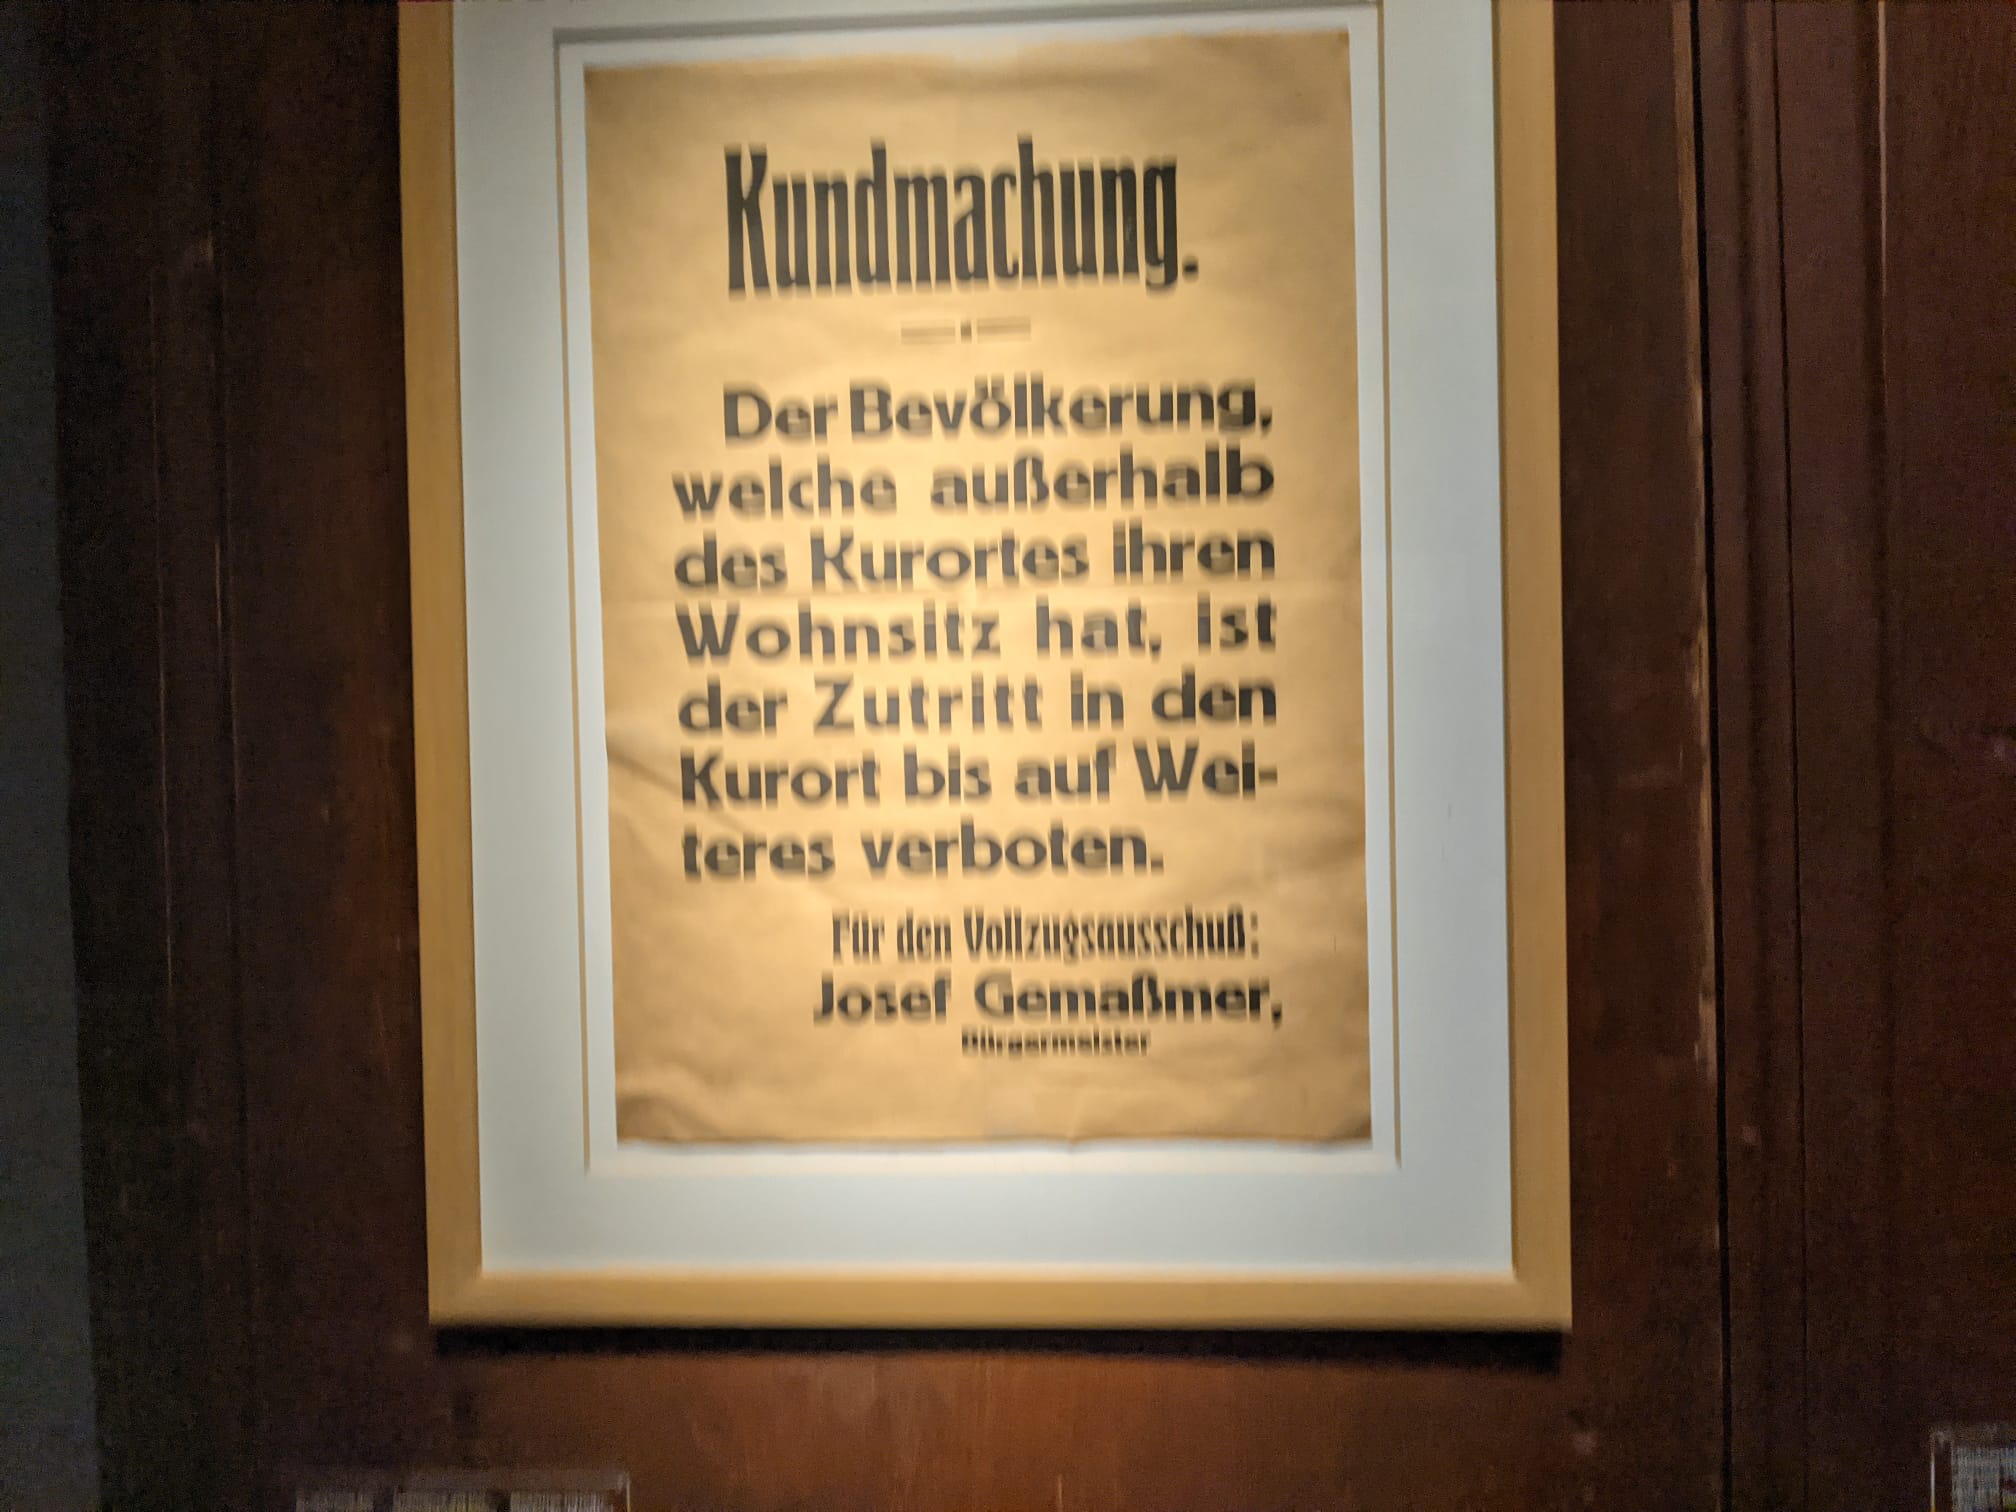 Kundmachung.
Der Bevölkerung,
welche außerhalb
des Kurortes ihren
Wohnsitz hat, ist
der Zutritt in den
Kurort bis auf Wei-
teres verboten.
Für den Vollzugsausschuß:
Josef Gemaßmer,
Bürgermeister